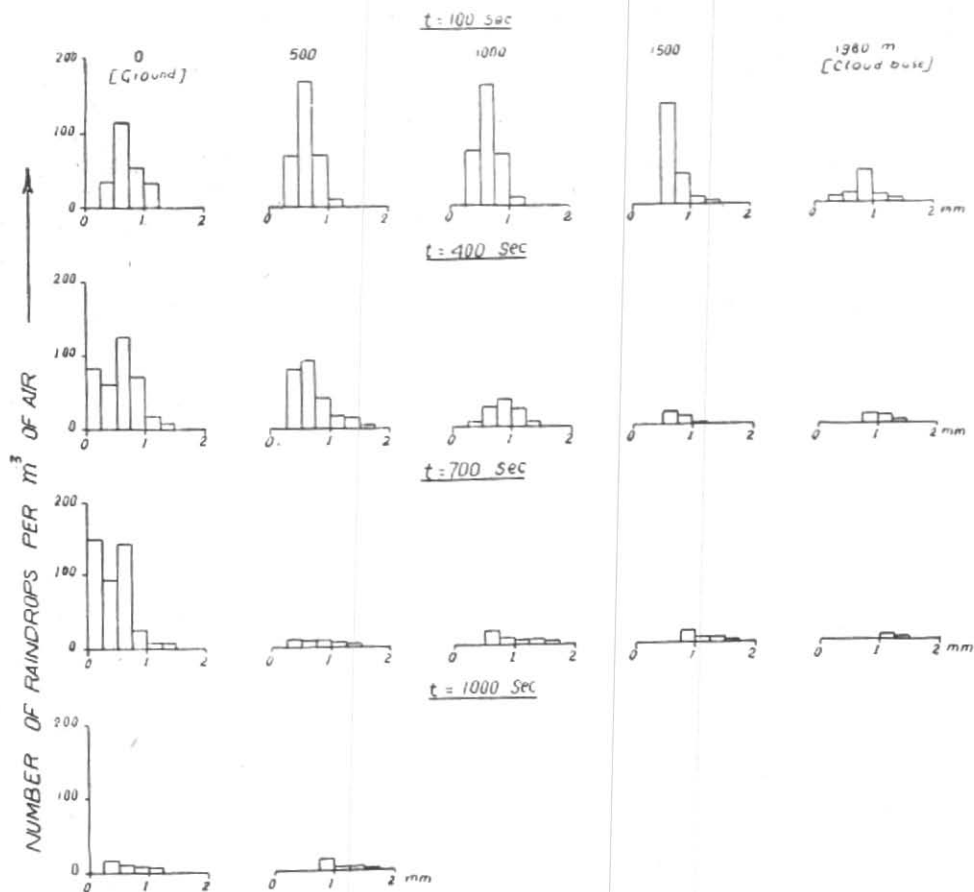 t = 100 Sec
0 500 1000 1500 1980 m
[Ground] [Cloud base]
200
100
0
0 1 2 0 1 2 0 1 2 0 1 2 0 1 2 mm
t = 400 Sec
200
100
0
0 1 2 0 1 2 0 1 2 0 1 2 0 1 2 mm
t = 700 Sec
200
100
0
0 1 2 0 1 2 0 1 2 0 1 2 mm 0 1 2 mm
t = 1000 Sec
200
100
0
0 1 2 0 1 2 mm
NUMBER OF RAINDROPS PER m³ OF AIR